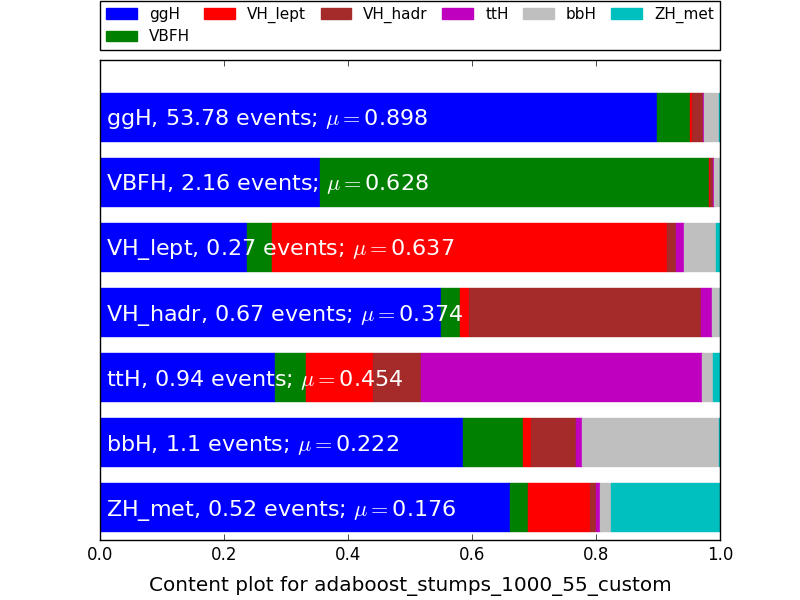 ggH VH_lept VH_hadr ttH bbH ZH_met
VBFH
ggH, 53.78 events; μ = 0.898
VBFH, 2.16 events; μ = 0.628
VH_lept, 0.27 events; μ = 0.637
VH_hadr, 0.67 events; μ = 0.374
ttH, 0.94 events; μ = 0.454
bbH, 1.1 events; μ = 0.222
ZH_met, 0.52 events; μ = 0.176
0.0 0.2 0.4 0.6 0.8 1.0
Content plot for adaboost_stumps_1000_55_custom